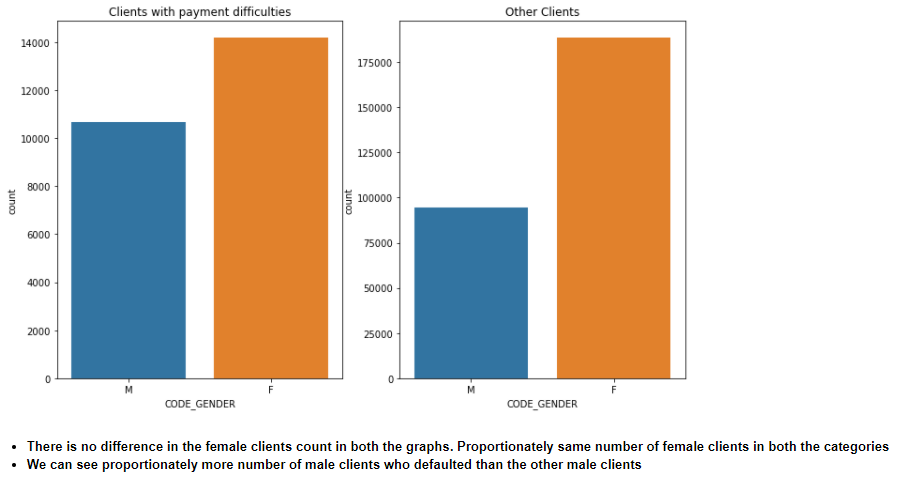 Clients with payment difficulties
14000
12000
10000
8000
6000
4000
2000
0
count
M
F
CODE_GENDER
Other Clients
175000
150000
125000
100000
75000
50000
25000
0
count
M
F
CODE_GENDER
There is no difference in the female clients count in both the graphs. Proportionately same number of female clients in both the categories
We can see proportionately more number of male clients who defaulted than the other male clients